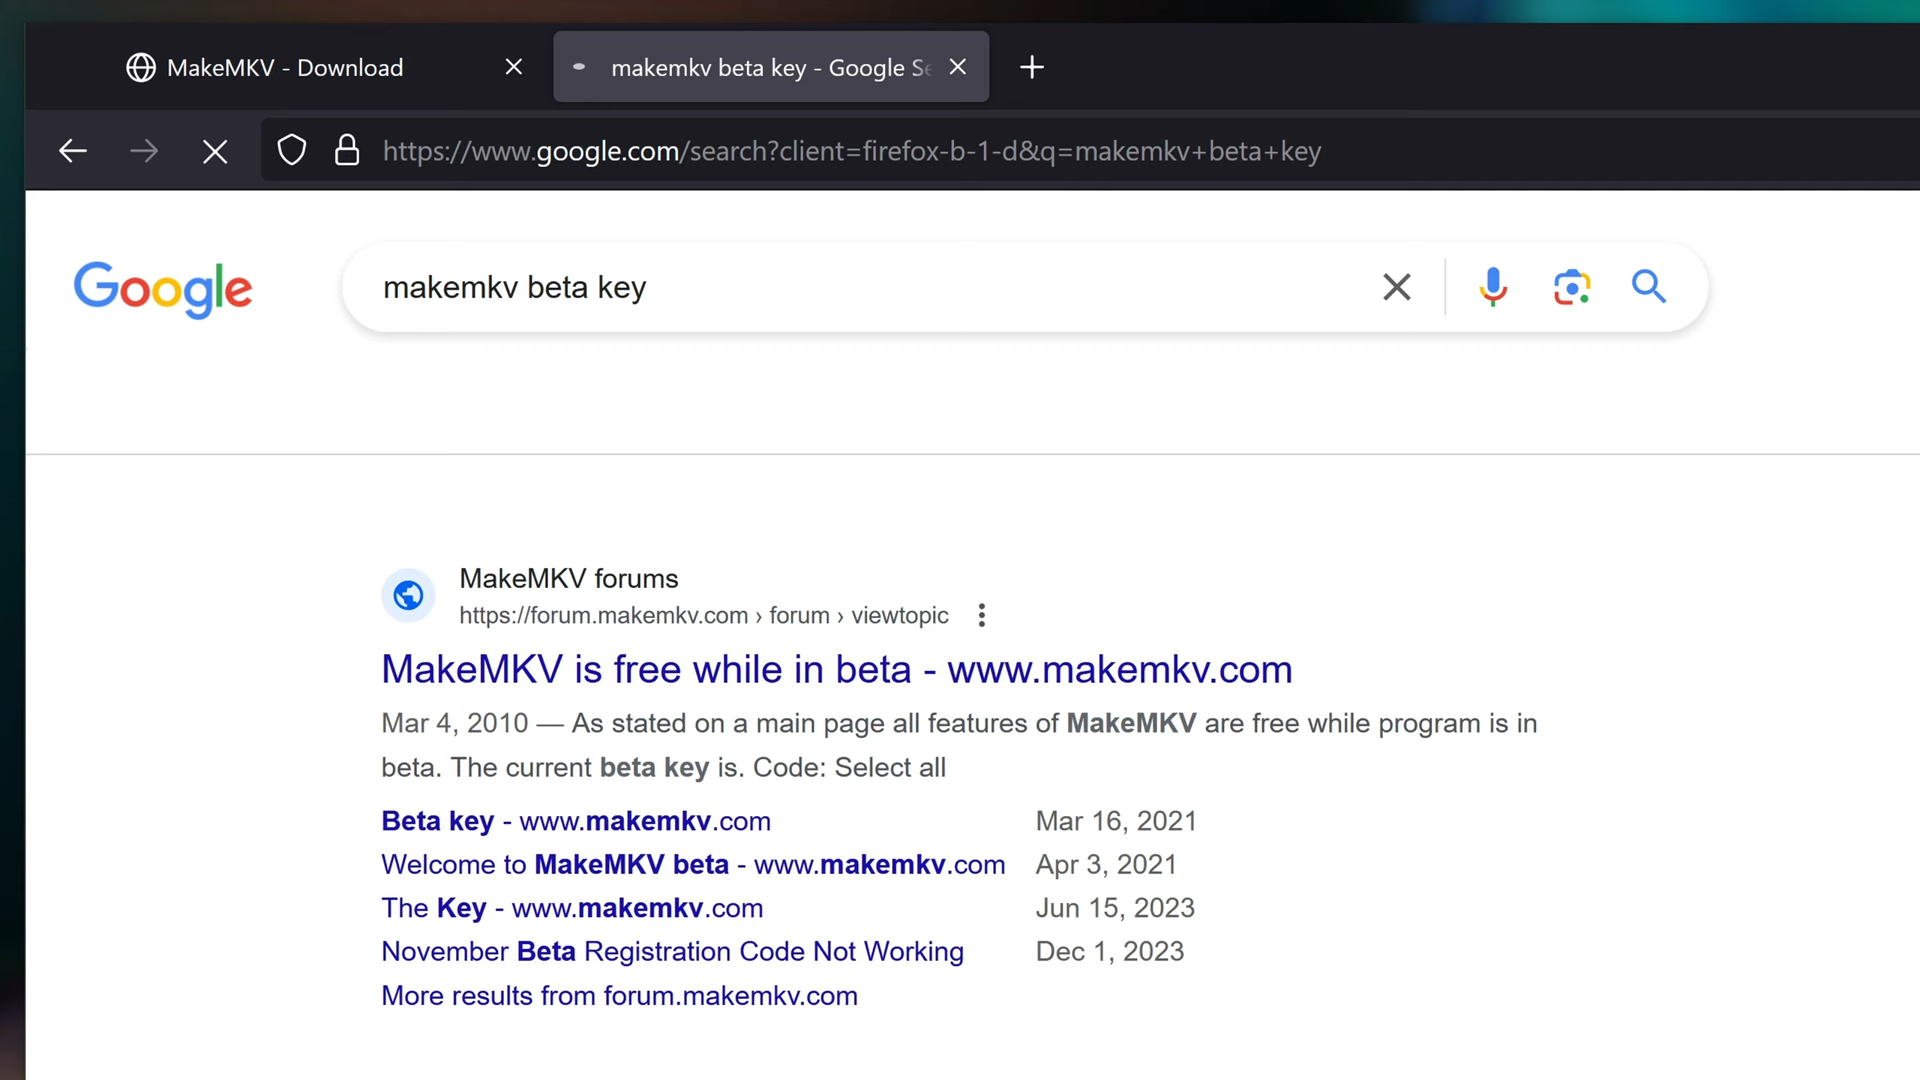 MakeMKV - Download
makemkv beta key - Google Se
https://www.google.com/search?client=firefox-b-1-d&q=makemkv+beta+key
Google
makemkv beta key
MakeMKV forums
https://forum.makemkv.com › forum › viewtopic
MakeMKV is free while in beta - www.makemkv.com
Mar 4, 2010 — As stated on a main page all features of MakeMKV are free while program is in
beta. The current beta key is. Code: Select all
Beta key - www.makemkv.com Mar 16, 2021
Welcome to MakeMKV beta - www.makemkv.com Apr 3, 2021
The Key - www.makemkv.com Jun 15, 2023
November Beta Registration Code Not Working Dec 1, 2023
More results from forum.makemkv.com